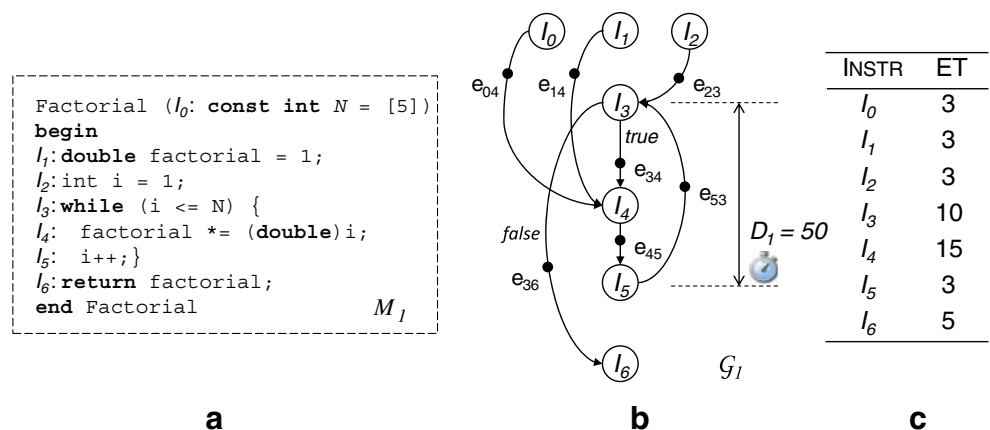 Factorial (I0: const int N = [5])
begin
I1: double factorial = 1;
I2: int i = 1;
I3: while (i <= N) {
I4: factorial *= (double)i;
I5: i++;}
I6: return factorial;
end Factorial
M1
a
I0
I1
I2
e04
e14
e23
I3
true
e34
e53
I4
false
e45
e36
I5
D1 = 50
I6
G1
b
INSTR ET
I0 3
I1 3
I2 3
I3 10
I4 15
I5 3
I6 5
c